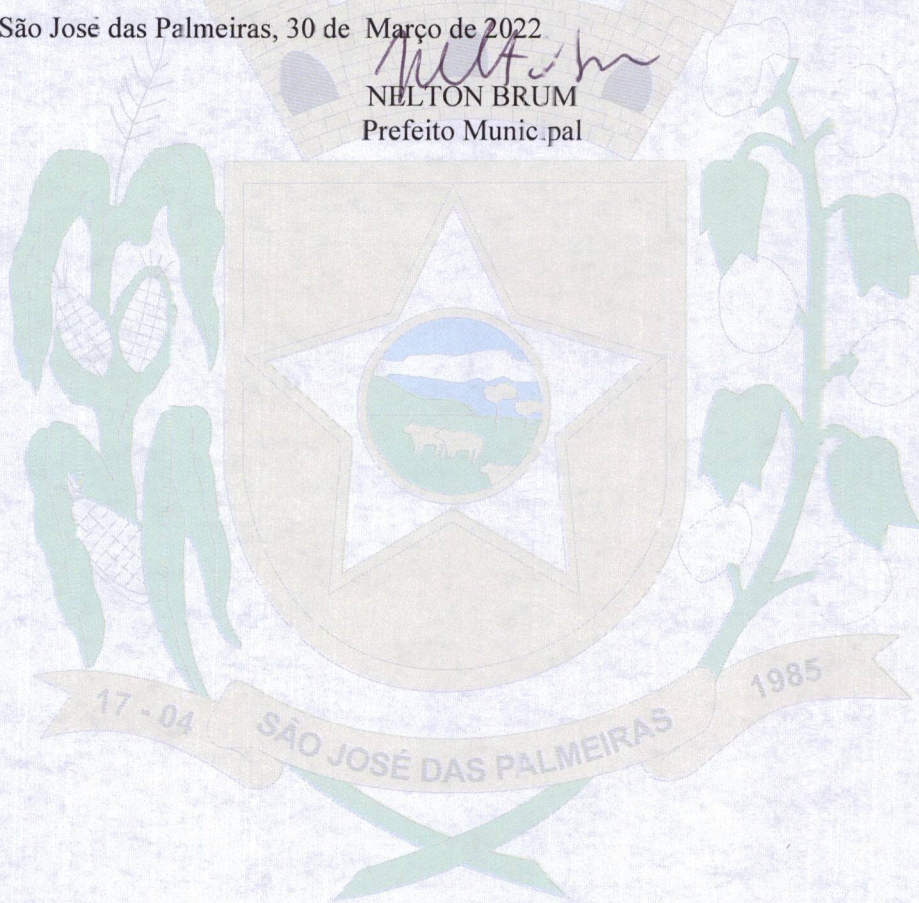 São José das Palmeiras, 30 de Março de 2022
NELTON BRUM
Prefeito Munic.pal
17 - 04
SÃO JOSÉ DAS PALMEIRAS
1985